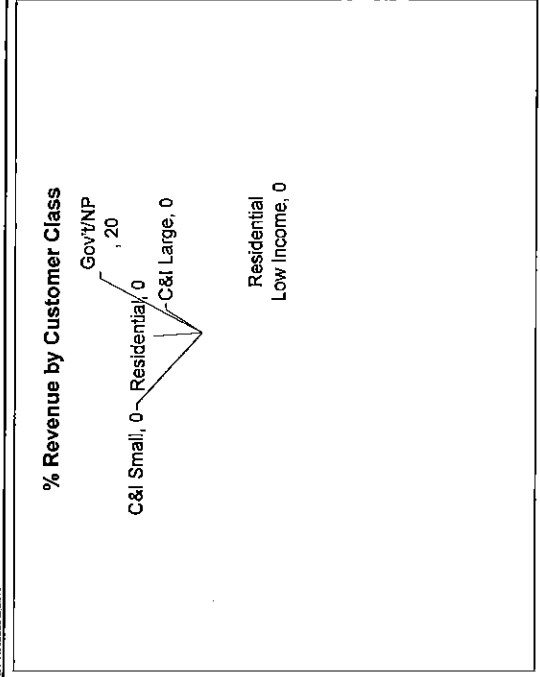 % Revenue by Customer Class
Gov't/NP
, 20
C&I Small, 0
Residential, 0
C&I Large, 0
Residential
Low Income, 0